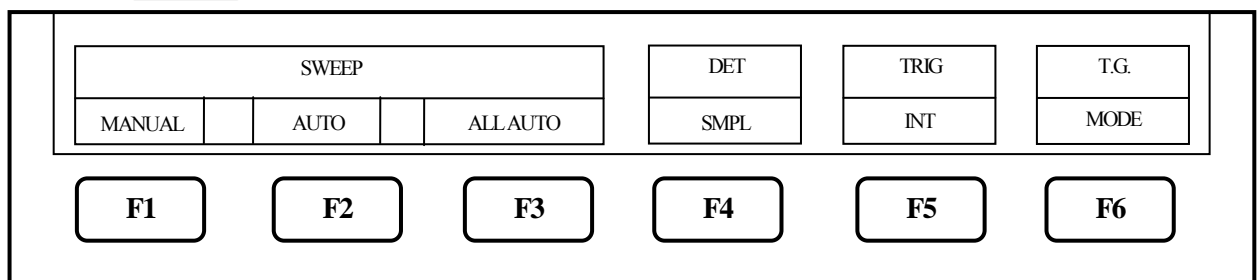 SWEEP DET TRIG T.G.
MANUAL AUTO ALL AUTO SMPL INT MODE
F1 F2 F3 F4 F5 F6